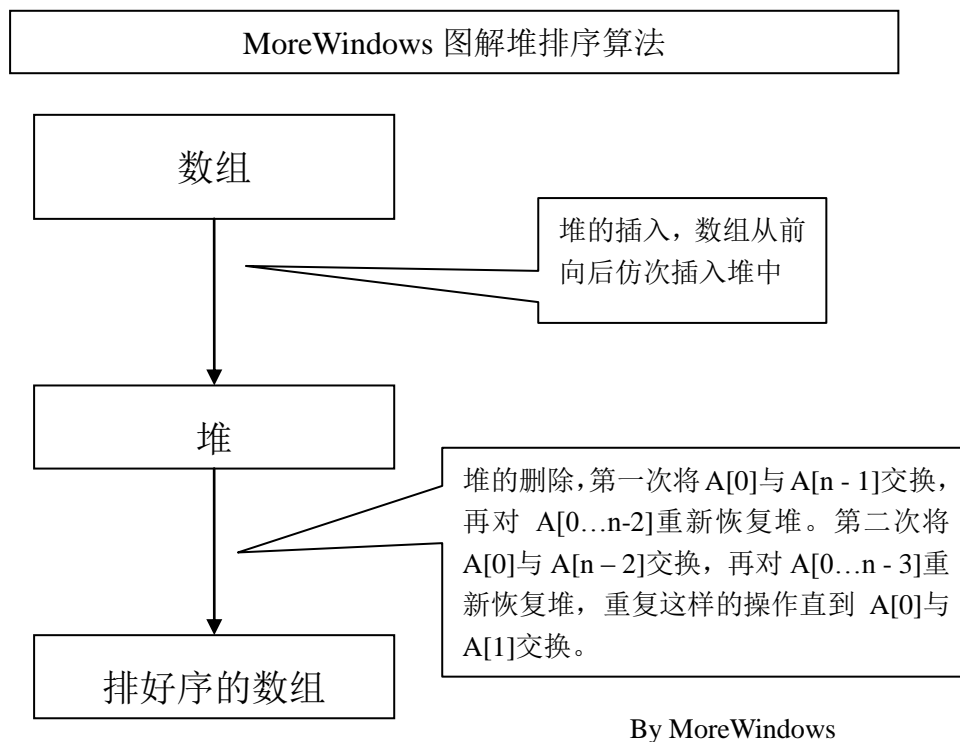 MoreWindows 图解堆排序算法
数组
堆的插入，数组从前
向后仿次插入堆中
堆
堆的删除，第一次将 A[0]与 A[n - 1]交换，
再对 A[0…n-2]重新恢复堆。第二次将
A[0]与 A[n – 2]交换，再对 A[0…n - 3]重
新恢复堆，重复这样的操作直到 A[0]与
A[1]交换。
排好序的数组
By MoreWindows